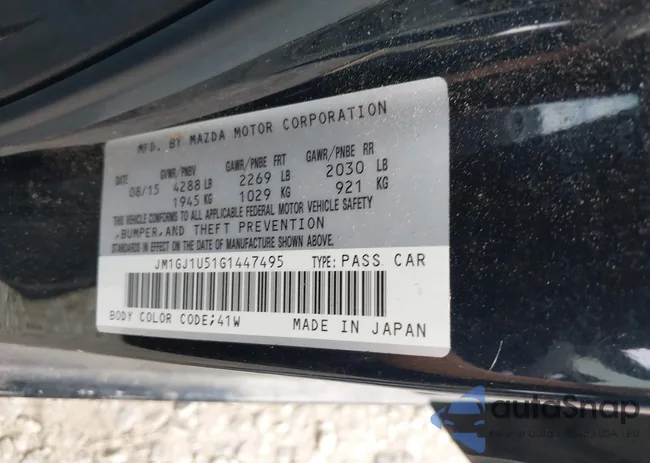 MFD. BY MAZDA MOTOR CORPORATION
DATE GVWR/PNBV GAWR/PNBE FRT GAWR/PNBE RR
08/15 4288 LB 2269 LB 2030 LB
1945 KG 1029 KG 921 KG
THIS VEHICLE CONFORMS TO ALL APPLICABLE FEDERAL MOTOR VEHICLE SAFETY
,BUMPER,AND THEFT PREVENTION
STANDARDS IN EFFECT ON THE DATE OF MANUFACTURE SHOWN ABOVE.
JM1GJ1U51G1447495 TYPE: PASS CAR
BODY COLOR CODE;41W MADE IN JAPAN
autoSnap